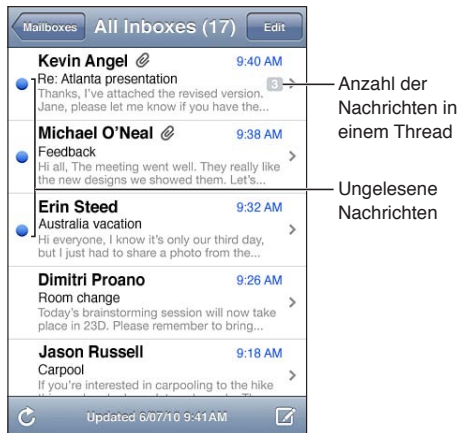 Mailboxes All Inboxes (17) Edit
Kevin Angel 9:40 AM
Re: Atlanta presentation
Thanks, I've attached the revised version. 3
Jane, please let me know if you have the...
Michael O'Neal 9:38 AM
Feedback
Hi all, The meeting went well. They really like
the new designs we showed them. Let's...
Erin Steed 9:32 AM
Australia vacation
Hi everyone, I know it's only our third day,
but I just had to share a photo from the...
Dimitri Proano 9:26 AM
Room change
Today's brainstorming session will now take
place in 23D. Please remember to bring...
Jason Russell 9:18 AM
Carpool
If you're interested in carpooling to the hike
Updated 6/07/10 9:41AM
Anzahl der
Nachrichten in
einem Thread
Ungelesene
Nachrichten